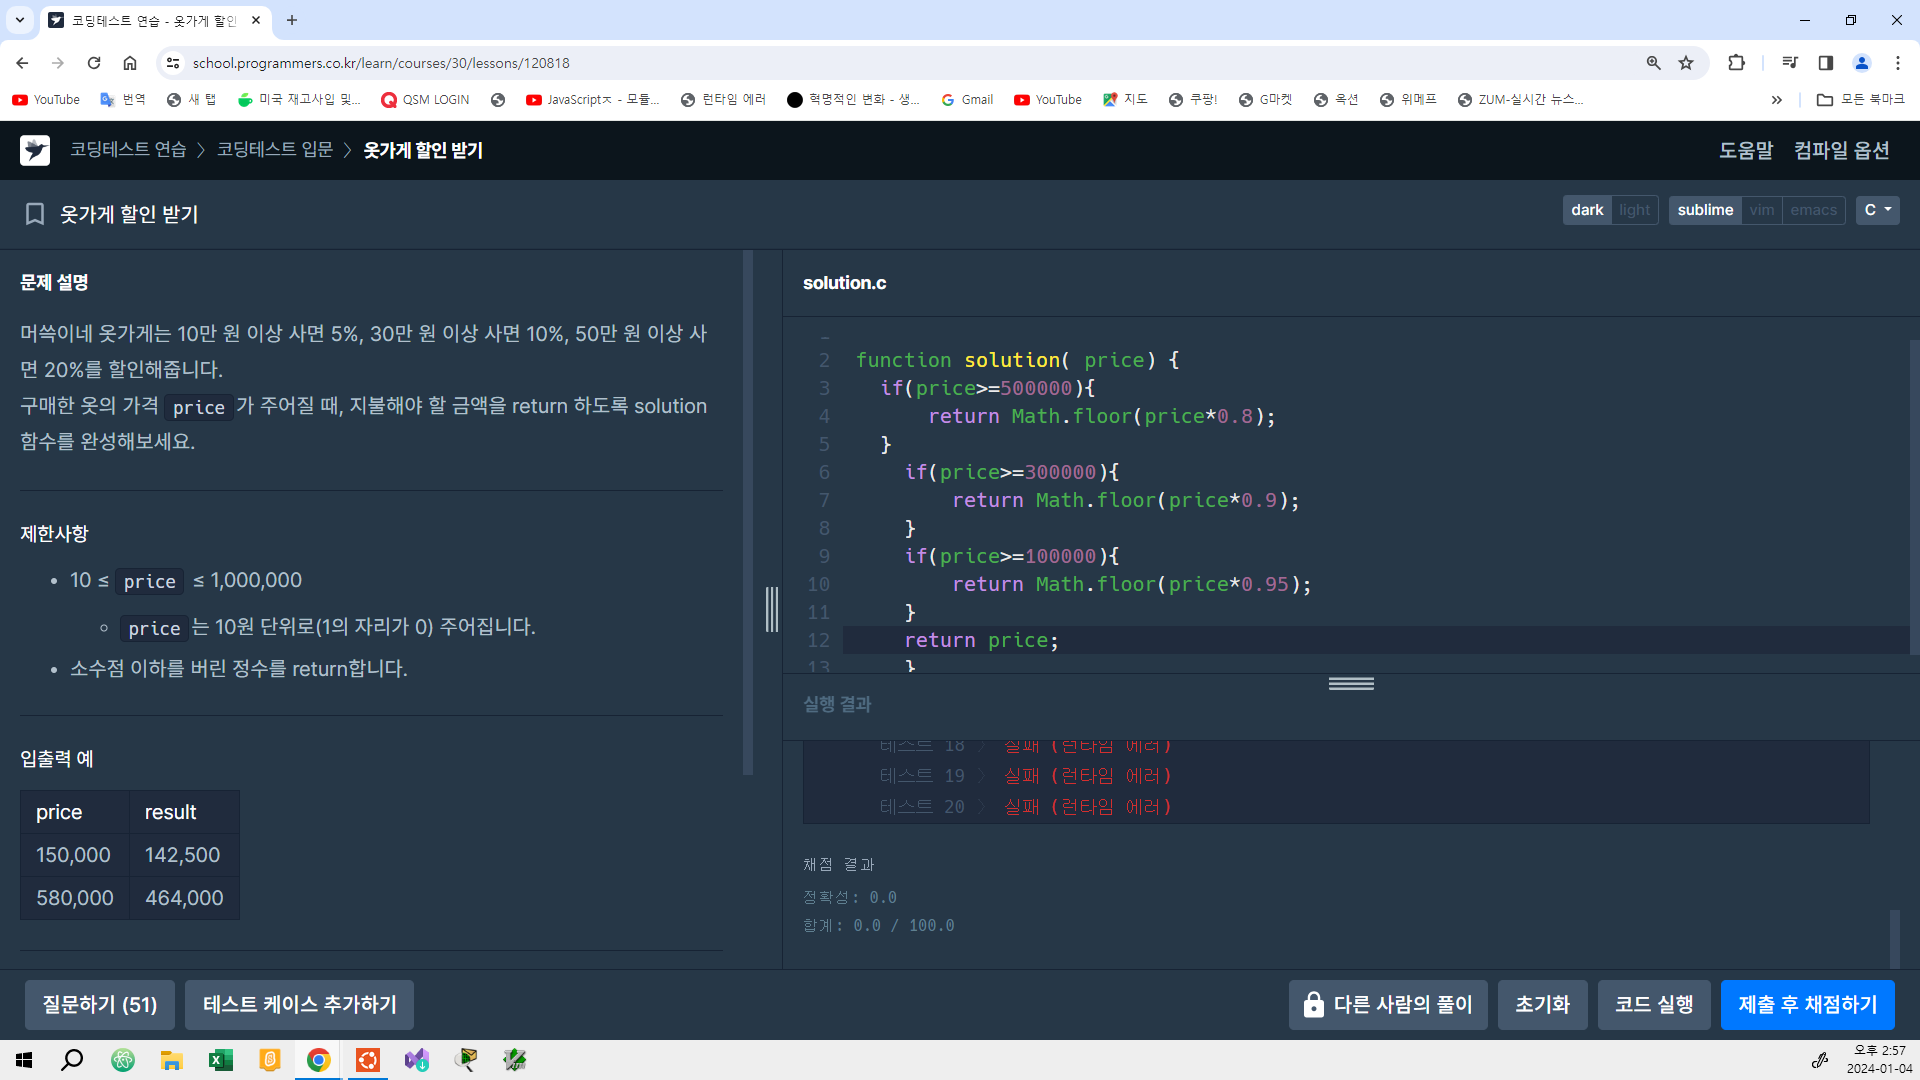 코딩테스트 연습 - 옷가게 할인
school.programmers.co.kr/learn/courses/30/lessons/120818
YouTube
번역
새 탭
미국 재고사입 및...
QSM LOGIN
JavaScriptㅈ - 모듈...
런타임 에러
혁명적인 변화 - 생...
Gmail
YouTube
지도
쿠팡!
G마켓
옥션
위메프
ZUM-실시간 뉴스...
모든 북마크
코딩테스트 연습
코딩테스트 입문
옷가게 할인 받기
도움말
컴파일 옵션
옷가게 할인 받기
dark light
sublime vim emacs
C
문제 설명
머쓱이네 옷가게는 10만 원 이상 사면 5%, 30만 원 이상 사면 10%, 50만 원 이상 사
면 20%를 할인해줍니다.
구매한 옷의 가격 price 가 주어질 때, 지불해야 할 금액을 return 하도록 solution
함수를 완성해보세요.
제한사항
• 10 ≤ price ≤ 1,000,000
◦ price 는 10원 단위로(1의 자리가 0) 주어집니다.
• 소수점 이하를 버린 정수를 return합니다.
입출력 예
price result
150,000 142,500
580,000 464,000
solution.c
2 function solution( price) {
3 if(price>=500000){
4 return Math.floor(price*0.8);
5 }
6 if(price>=300000){
7 return Math.floor(price*0.9);
8 }
9 if(price>=100000){
10 return Math.floor(price*0.95);
11 }
12 return price;
13 }
실행 결과
테스트 18 〉 실패 (런타임 에러)
테스트 19 〉 실패 (런타임 에러)
테스트 20 〉 실패 (런타임 에러)
채점 결과
정확성: 0.0
합계: 0.0 / 100.0
질문하기 (51)
테스트 케이스 추가하기
다른 사람의 풀이
초기화
코드 실행
제출 후 채점하기
오후 2:57
2024-01-04